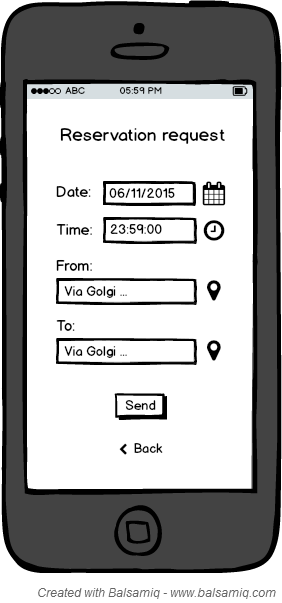 ABC 05:59 PM
Reservation request
Date: 06/11/2015
Time: 23:59:00
From:
Via Golgi ...
To:
Via Golgi ...
Send
Back
Created with Balsamiq - www.balsamiq.com